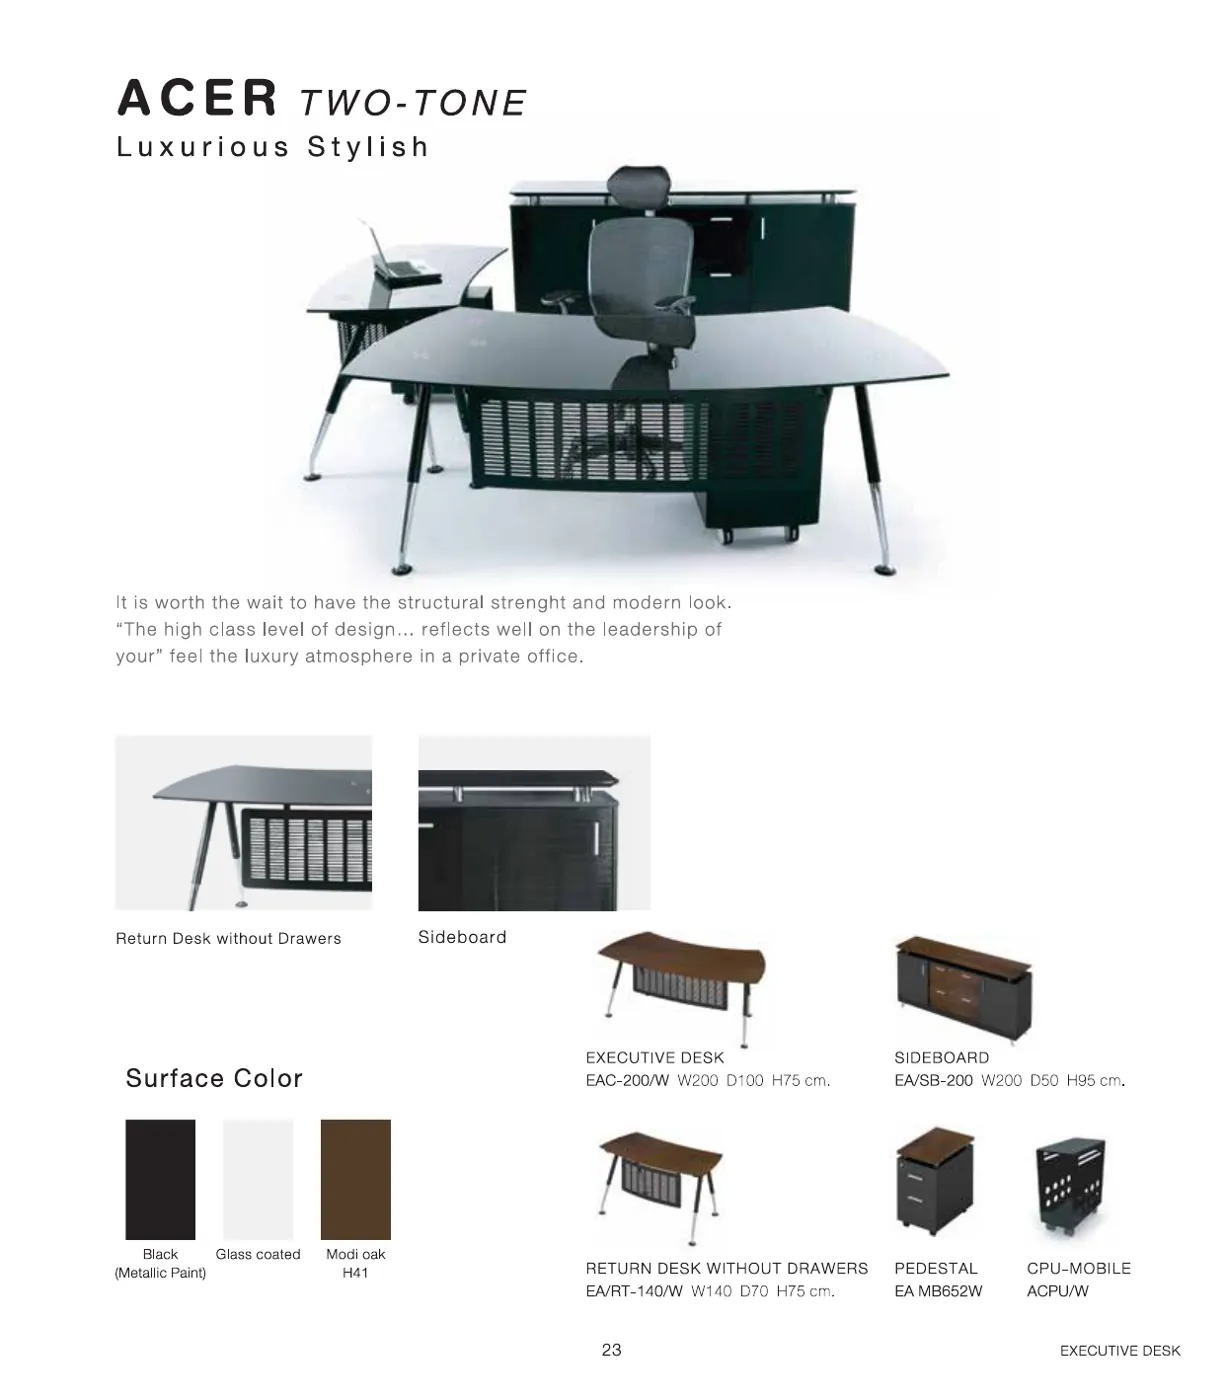 ACER TWO-TONE
Luxurious Stylish
It is worth the wait to have the structural strenght and modern look.
“The high class level of design... reflects well on the leadership of
your” feel the luxury atmosphere in a private office.
Return Desk without Drawers
Sideboard
EXECUTIVE DESK
EAC-200/W W200 D100 H75 cm.
SIDEBOARD
EA/SB-200 W200 D50 H95 cm.
Surface Color
Black
(Metallic Paint)
Glass coated
Modi oak
H41
RETURN DESK WITHOUT DRAWERS
EA/RT-140/W W140 D70 H75 cm.
PEDESTAL
EA MB652W
CPU-MOBILE
ACPU/W
23
EXECUTIVE DESK